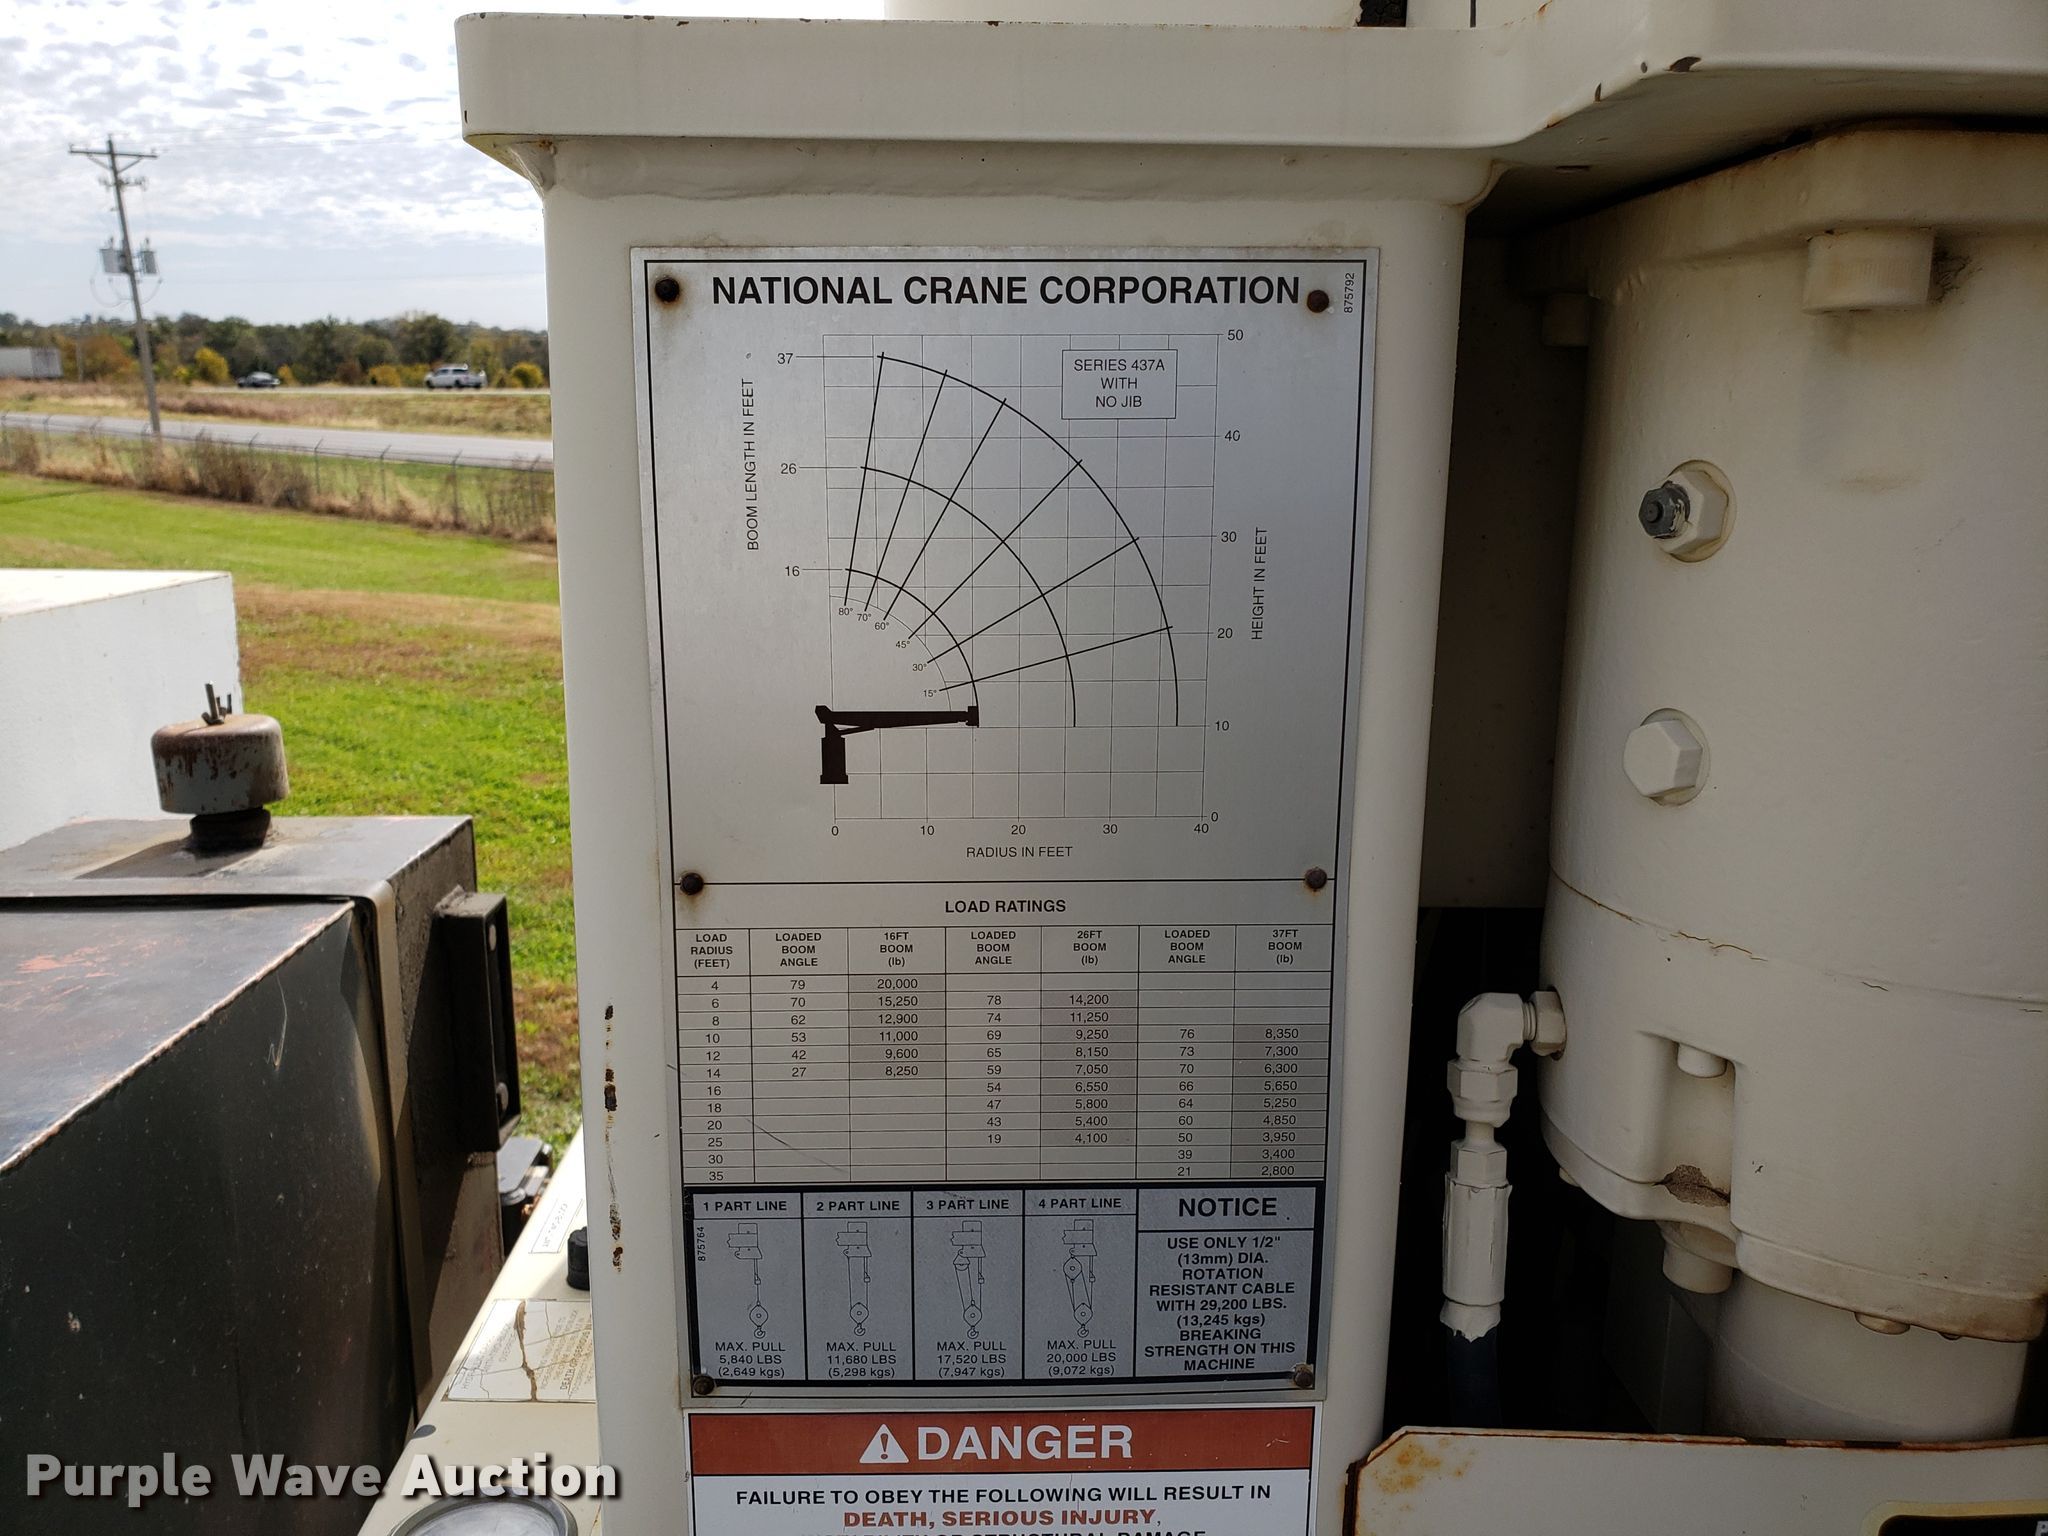 NATIONAL CRANE CORPORATION
875792
SERIES 437A
WITH
NO JIB
BOOM LENGTH IN FEET
37
26
16
80°
70°
60°
45°
30°
15°
50
40
30
20
10
0
HEIGHT IN FEET
0 10 20 30 40
RADIUS IN FEET
LOAD RATINGS
LOAD RADIUS (FEET) LOADED BOOM ANGLE 16FT BOOM (lb) LOADED BOOM ANGLE 26FT BOOM (lb) LOADED BOOM ANGLE 37FT BOOM (lb)
4 79 20,000
6 70 15,250 78 14,200
8 62 12,900 74 11,250
10 53 11,000 69 9,250 76 8,350
12 42 9,600 65 8,150 73 7,300
14 27 8,250 59 7,050 70 6,300
16 54 6,550 66 5,650
18 47 5,800 64 5,250
20 43 5,400 60 4,850
25 19 4,100 50 3,950
30 39 3,400
35 21 2,800
875764
1 PART LINE
MAX. PULL
5,840 LBS
(2,649 kgs)
2 PART LINE
MAX. PULL
11,680 LBS
(5,298 kgs)
3 PART LINE
MAX. PULL
17,520 LBS
(7,947 kgs)
4 PART LINE
MAX. PULL
20,000 LBS
(9,072 kgs)
NOTICE
USE ONLY 1/2"
(13mm) DIA.
ROTATION
RESISTANT CABLE
WITH 29,200 LBS.
(13,245 kgs)
BREAKING
STRENGTH ON THIS
MACHINE
DANGER
FAILURE TO OBEY THE FOLLOWING WILL RESULT IN
DEATH, SERIOUS INJURY,
Purple Wave Auction